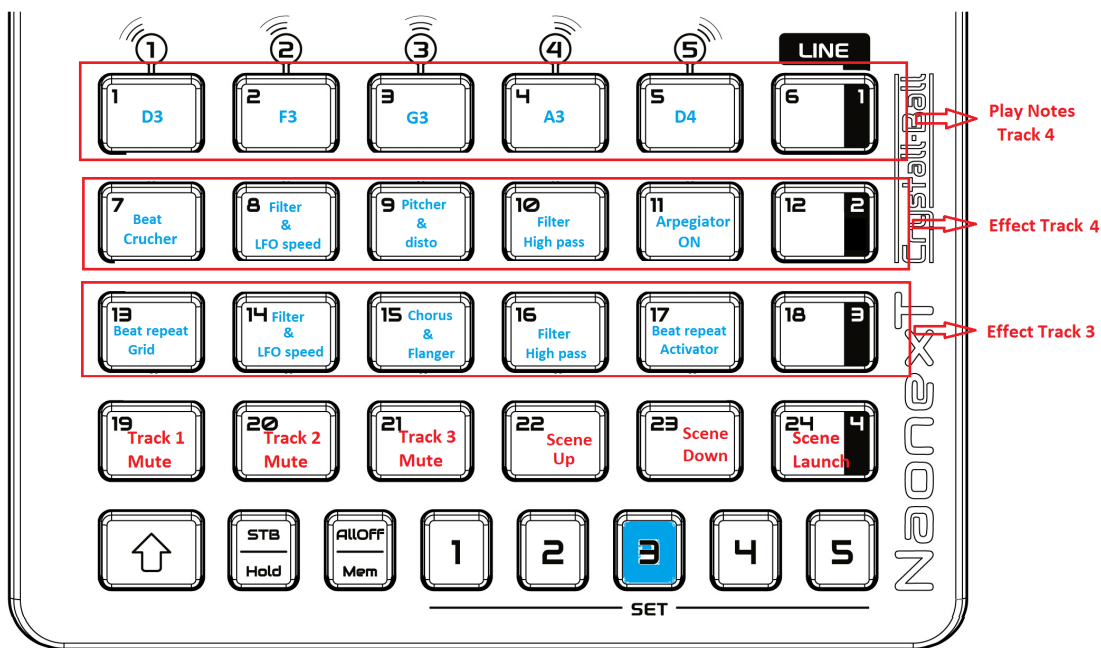 1 2 3 4 5 LINE
1 D3
2 F3
3 G3
4 A3
5 D4
6 1
Play Notes
Track 4
7 Beat
Crucher
8 Filter
&
LFO speed
9 Pitcher
&
disto
10
Filter
High pass
11
Arpegiator
ON
12 2
Effect Track 4
13
Beat repeat
Grid
14 Filter
&
LFO speed
15 Chorus
&
Flanger
16
Filter
High pass
17
Beat repeat
Activator
18 3
Effect Track 3
19
Track 1
Mute
20
Track 2
Mute
21
Track 3
Mute
22
Scene
Up
23
Scene
Down
24 4
Scene
Launch
STB
Hold
AllOFF
Mem
1 2 3 4 5
SET
Crystall-Ball
NaonexT